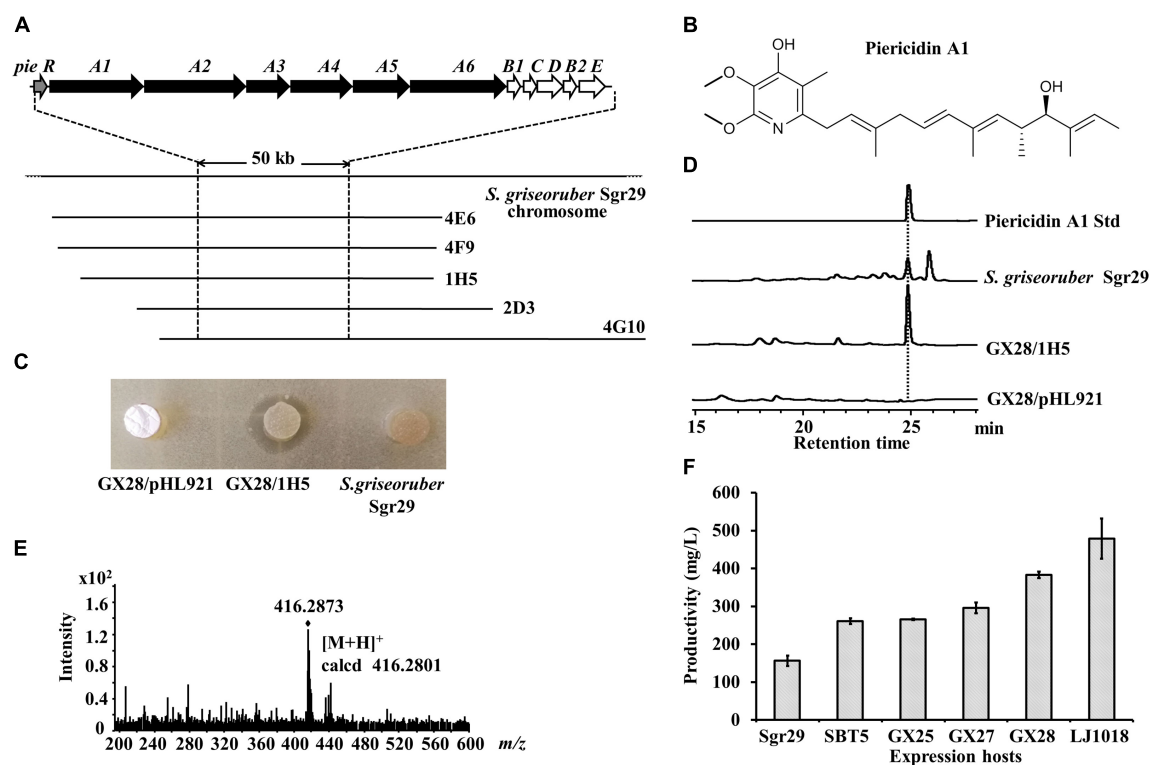 A
pie R A1 A2 A3 A4 A5 A6 B1 C D B2 E
50 kb
S. griseoruber Sgr29
chromosome
4E6
4F9
1H5
2D3
4G10
B
Piericidin A1
OH
O
O
N
OH
C
GX28/pHL921 GX28/1H5 S.griseoruber
Sgr29
D
Piericidin A1 Std
S. griseoruber Sgr29
GX28/1H5
GX28/pHL921
15 20 25 min
Retention time
E
x10²
Intensity
1.6
1.2
0.8
0.4
0
416.2873
[M+H]⁺
calcd 416.2801
200 240 280 320 360 400 440 480 520 560 600 m/z
F
Productivity (mg/L)
600
500
400
300
200
100
0
Sgr29 SBT5 GX25 GX27 GX28 LJ1018
Expression hosts